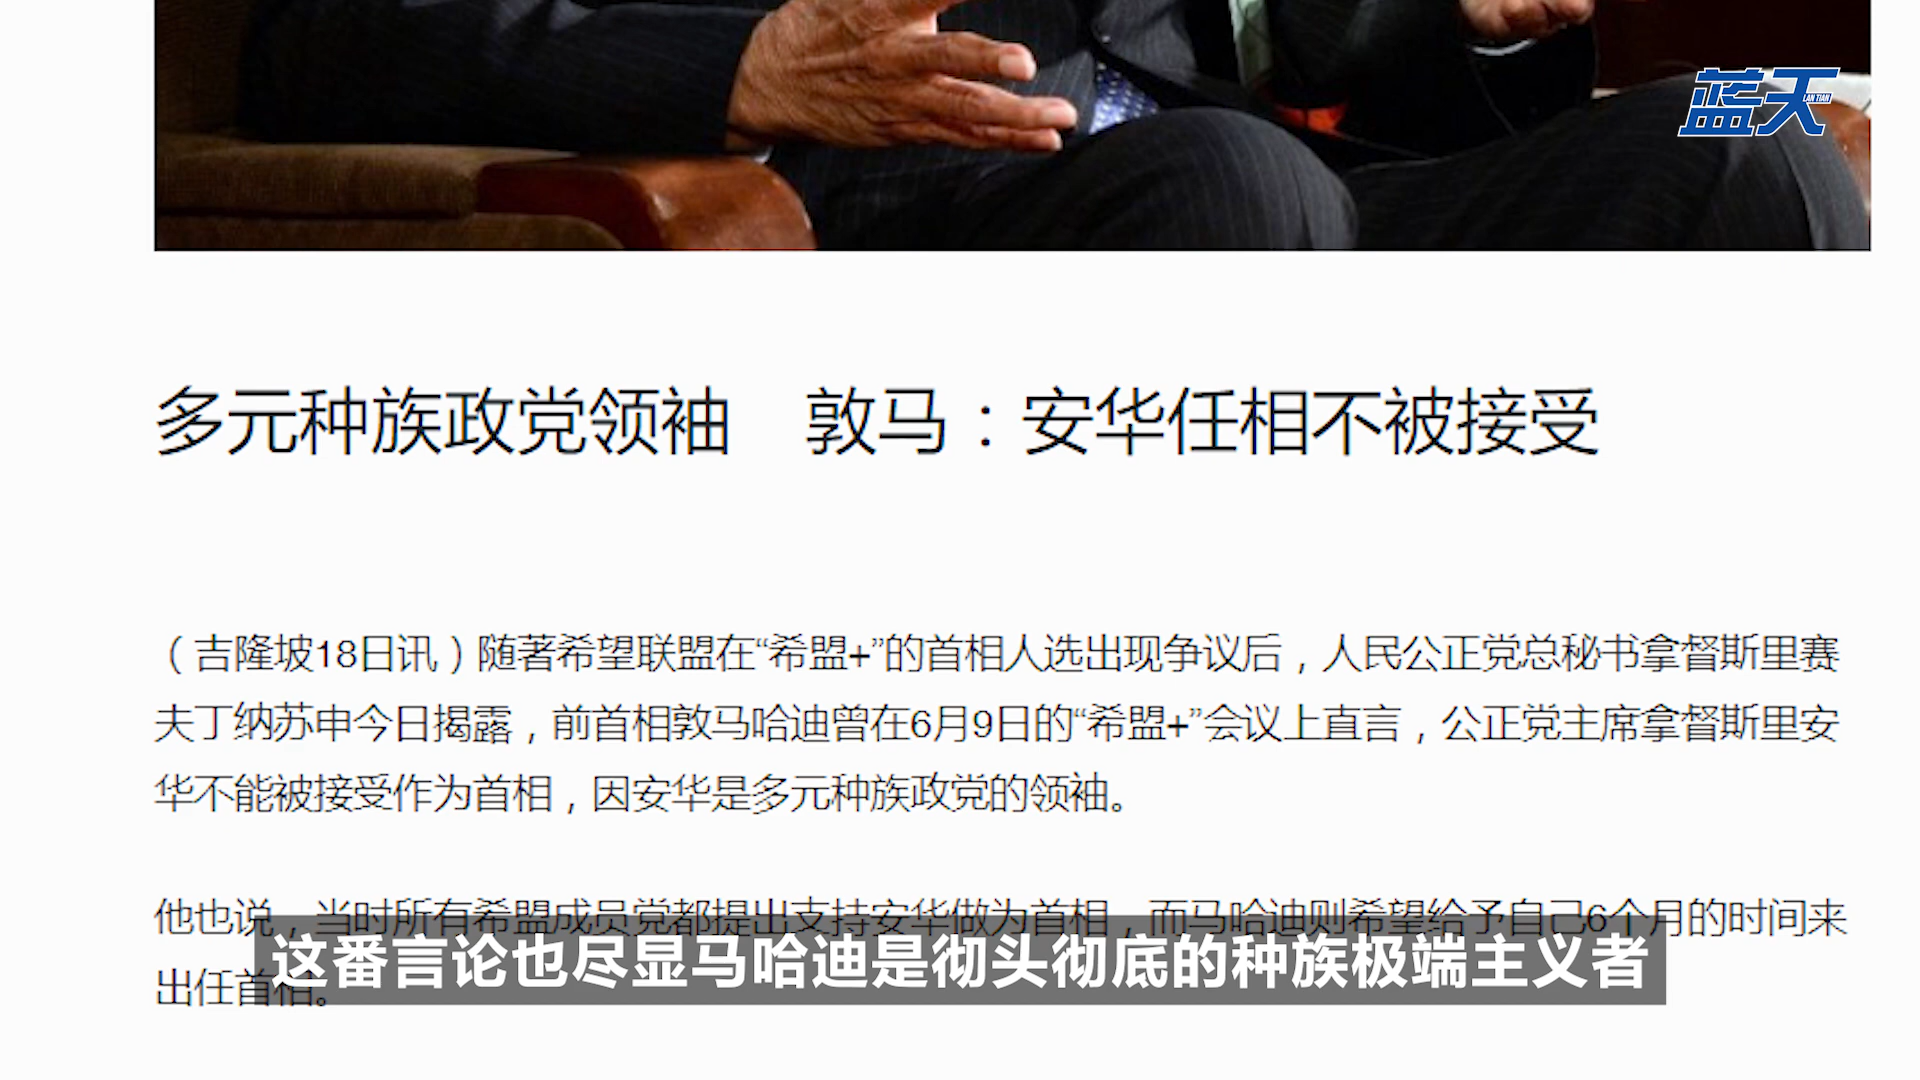 蓝天
LAN TIAN
多元种族政党领袖 敦马：安华任相不被接受
（吉隆坡18日讯）随著希望联盟在“希盟+”的首相人选出现争议后，人民公正党总秘书拿督斯里赛
夫丁纳苏申今日揭露，前首相敦马哈迪曾在6月9日的“希盟+”会议上直言，公正党主席拿督斯里安
华不能被接受作为首相，因安华是多元种族政党的领袖。
他也说，当时所有希盟成员党都提出支持安华做为首相，而马哈迪则希望给予自己6个月的时间来
出任首相。
这番言论也尽显马哈迪是彻头彻底的种族极端主义者